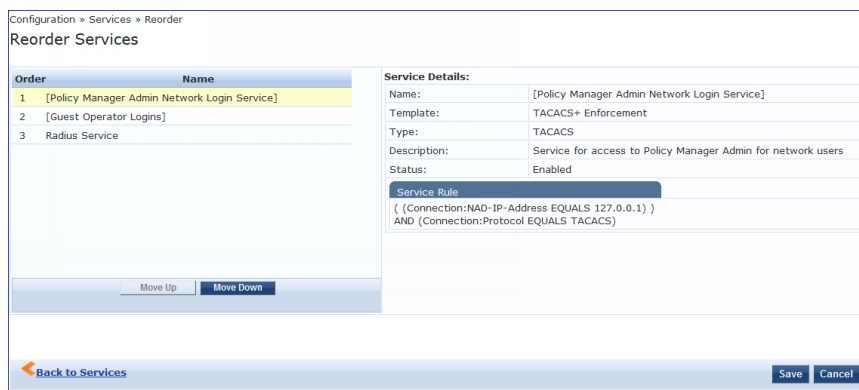 Configuration » Services » Reorder
Reorder Services
Order Name
1 [Policy Manager Admin Network Login Service]
2 [Guest Operator Logins]
3 Radius Service
Move Up Move Down
Service Details:
Name: [Policy Manager Admin Network Login Service]
Template: TACACS+ Enforcement
Type: TACACS
Description: Service for access to Policy Manager Admin for network users
Status: Enabled
Service Rule
( (Connection:NAD-IP-Address EQUALS 127.0.0.1) )
AND (Connection:Protocol EQUALS TACACS)
Back to Services
Save Cancel